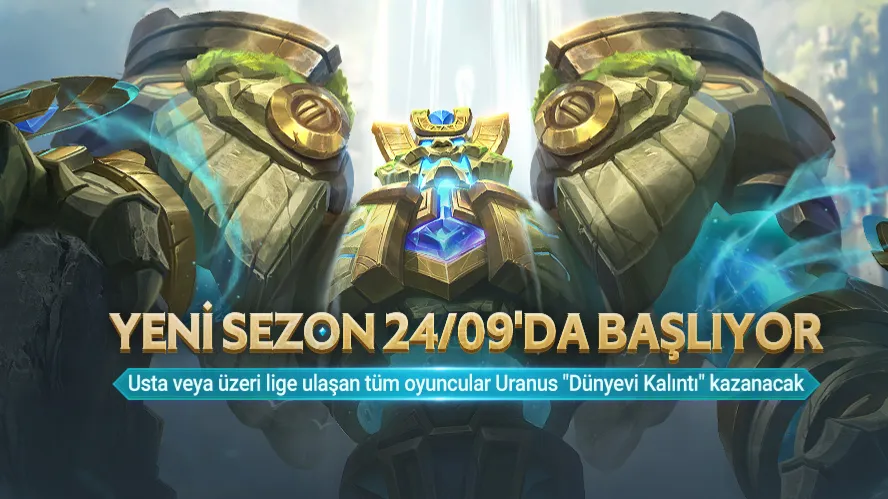 YENİ SEZON 24/09'DA BAŞLIYOR
Usta veya üzeri lige ulaşan tüm oyuncular Uranus "Dünyevi Kalıntı" kazanacak